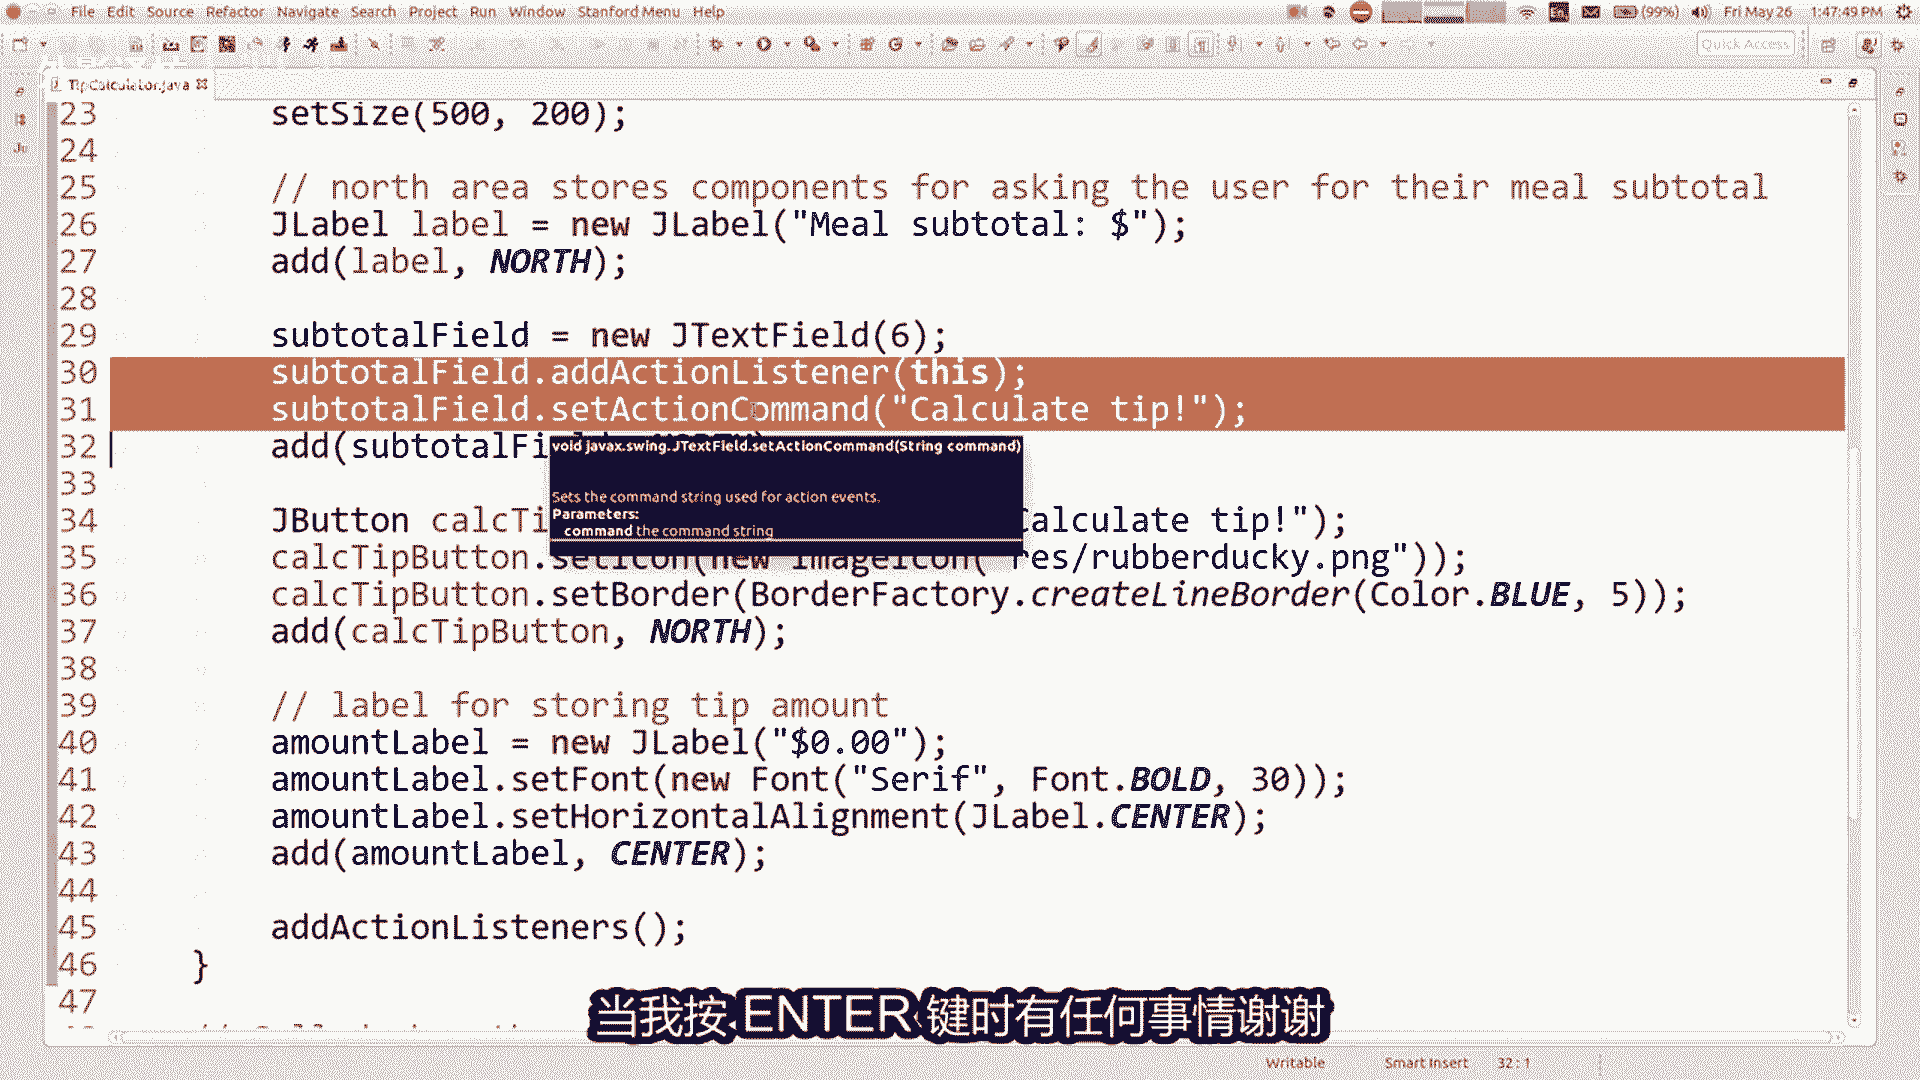 File Edit Source Refactor Navigate Search Project Run Window Stanford Menu Help
(99%) Fri May 26 1:47:49 PM
Quick Access
TipCalculator.java
23 setSize(500, 200);
24
25 // north area stores components for asking the user for their meal subtotal
26 JLabel label = new JLabel("Meal subtotal: $");
27 add(label, NORTH);
28
29 subtotalField = new JTextField(6);
30 subtotalField.addActionListener(this);
31 subtotalField.setActionCommand("Calculate tip!");
32 add(subtotalFi
void javax.swing.JTextField.setActionCommand(String command)
33
Sets the command string used for action events.
Parameters:
command the command string
34 JButton calcTi alculate tip!");
35 calcTipButton.setIcon(new ImageIcon("res/rubberducky.png"));
36 calcTipButton.setBorder(BorderFactory.createLineBorder(Color.BLUE, 5));
37 add(calcTipButton, NORTH);
38
39 // label for storing tip amount
40 amountLabel = new JLabel("$0.00");
41 amountLabel.setFont(new Font("Serif", Font.BOLD, 30));
42 amountLabel.setHorizontalAlignment(JLabel.CENTER);
43 add(amountLabel, CENTER);
44
45 addActionListeners();
46 }
47
当我按 ENTER 键时有任何事情谢谢
Writable Smart Insert 32 : 1